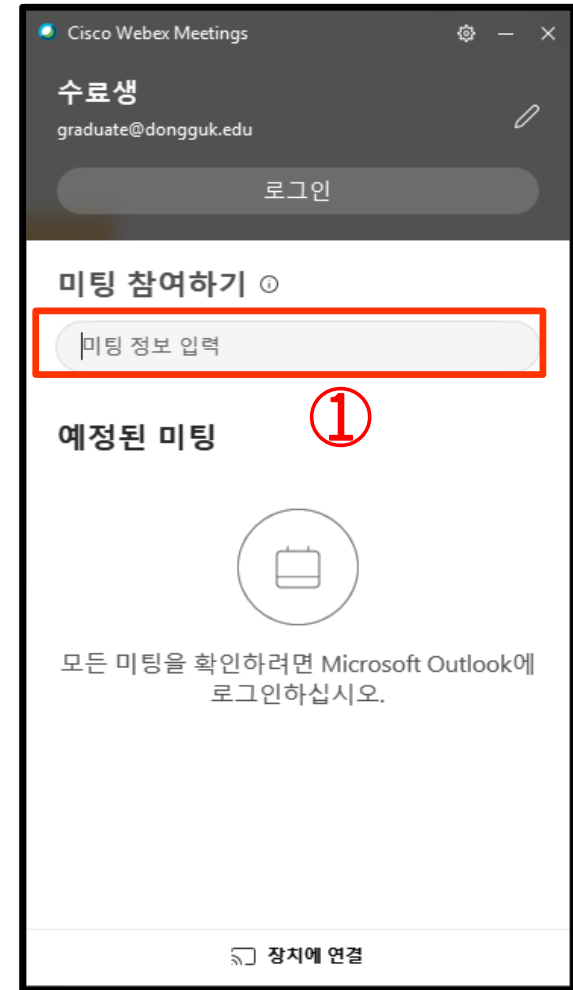 Cisco Webex Meetings
수료생
graduate@dongguk.edu
로그인
미팅 참여하기
미팅 정보 입력
①
예정된 미팅
모든 미팅을 확인하려면 Microsoft Outlook에
로그인하십시오.
장치에 연결